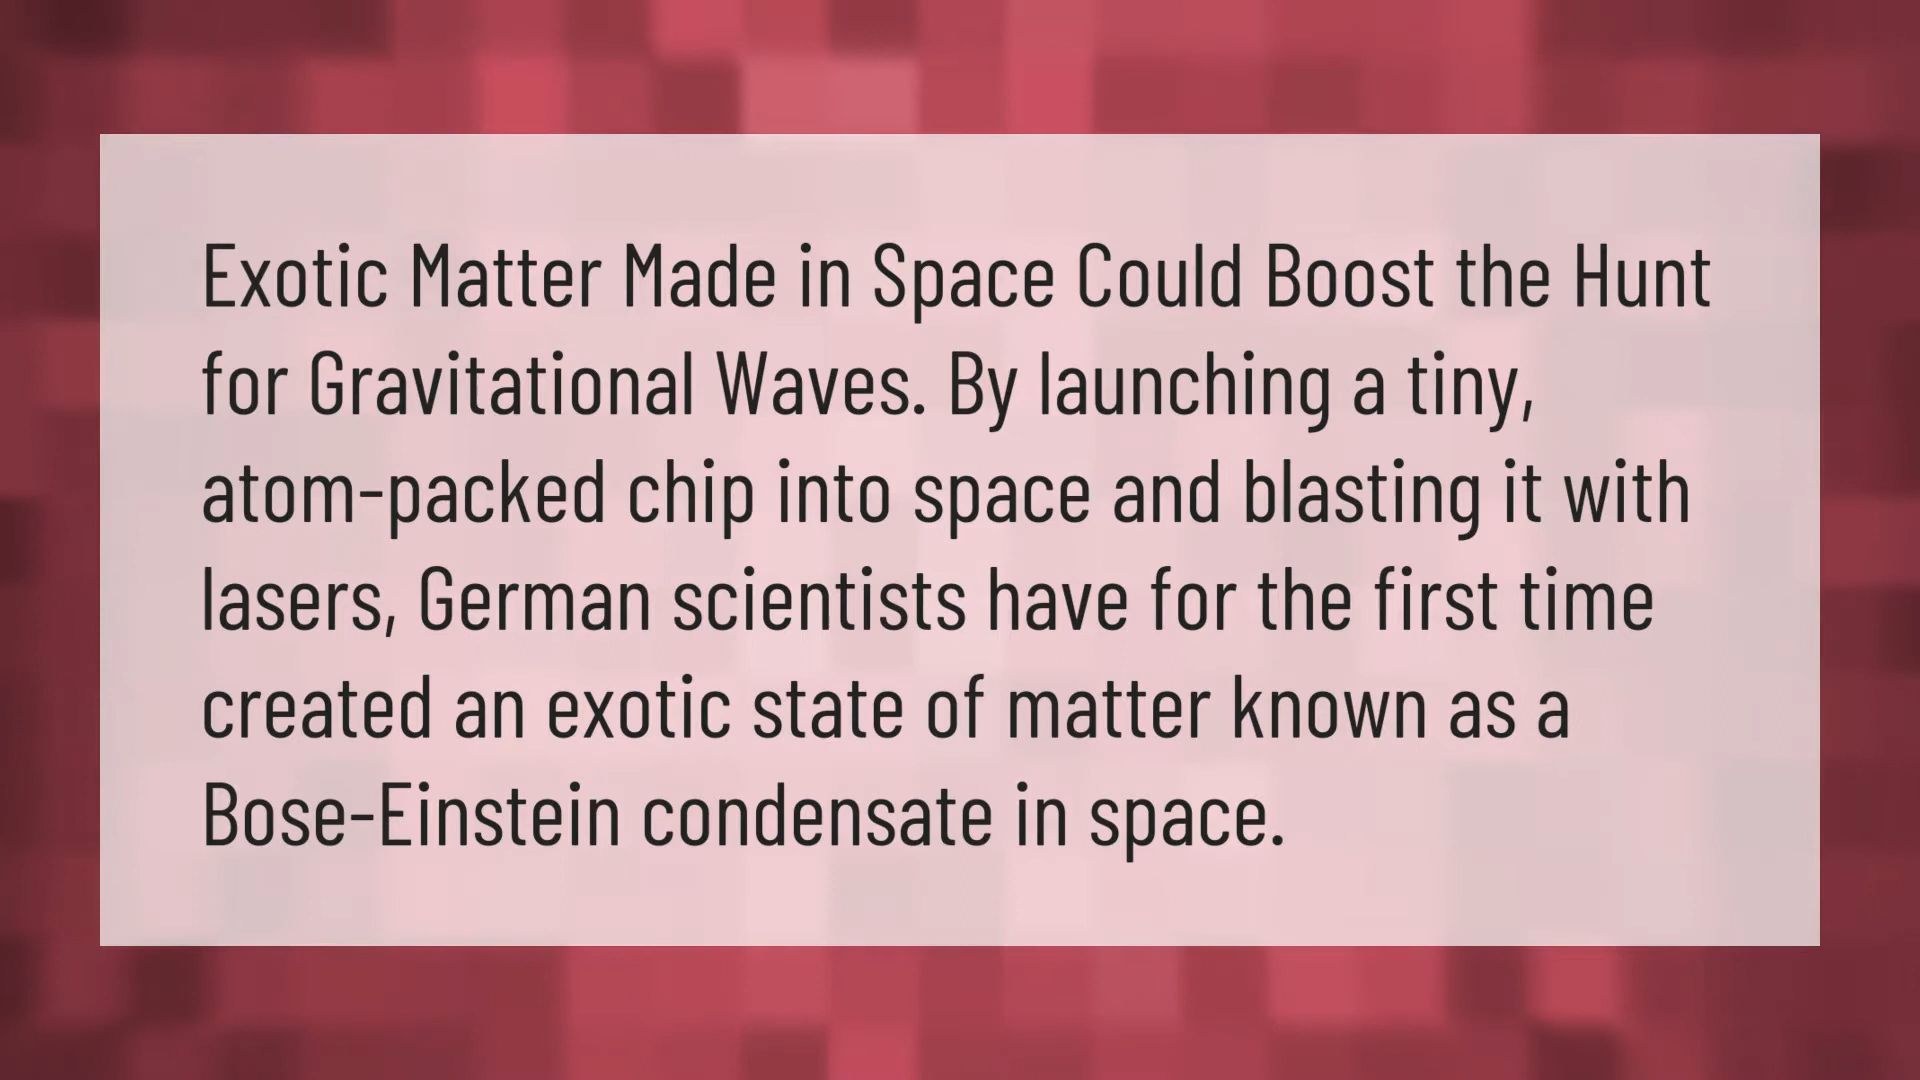 Exotic Matter Made in Space Could Boost the Hunt
for Gravitational Waves. By launching a tiny,
atom-packed chip into space and blasting it with
lasers, German scientists have for the first time
created an exotic state of matter known as a
Bose-Einstein condensate in space.